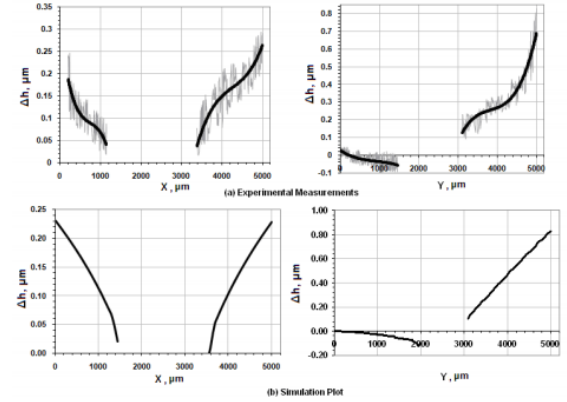 0.35
0.3
0.25
0.2
0.15
0.1
0.05
0
Δh, μm
0 1000 2000 3000 4000 5000
X , μm
0.8
0.7
0.6
0.5
0.4
0.3
0.2
0.1
0
-0.1
Δh, μm
0 1000 2000 3000 4000 5000
Y , μm
(a) Experimental Measurements
0.25
0.20
0.15
0.10
0.05
0.00
Δh, μm
0 1000 2000 3000 4000 5000
X , μm
1.00
0.80
0.60
0.40
0.20
0.00
-0.20
Δh, μm
0 1000 2000 3000 4000 5000
Y , μm
(b) Simulation Plot